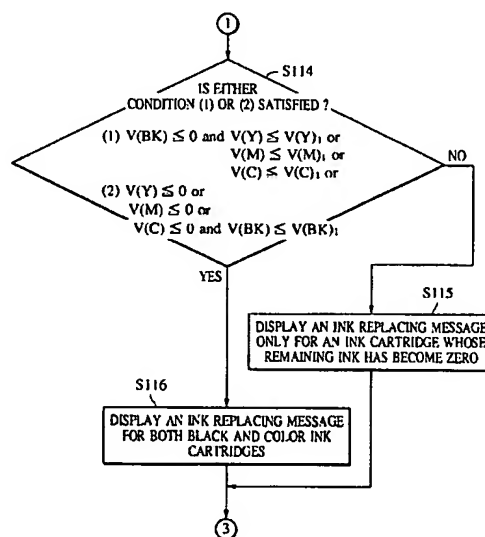 1
S114
IS EITHER
CONDITION (1) OR (2) SATISFIED ?
(1) V(BK) ≦ 0 and V(Y) ≦ V(Y)₁ or
V(M) ≦ V(M)₁ or
V(C) ≦ V(C)₁ or
NO
(2) V(Y) ≦ 0 or
V(M) ≦ 0 or
V(C) ≦ 0 and V(BK) ≦ V(BK)₁
YES
S115
DISPLAY AN INK REPLACING MESSAGE
ONLY FOR AN INK CARTRIDGE WHOSE
REMAINING INK HAS BECOME ZERO
S116
DISPLAY AN INK REPLACING MESSAGE
FOR BOTH BLACK AND COLOR INK
CARTRIDGES
3